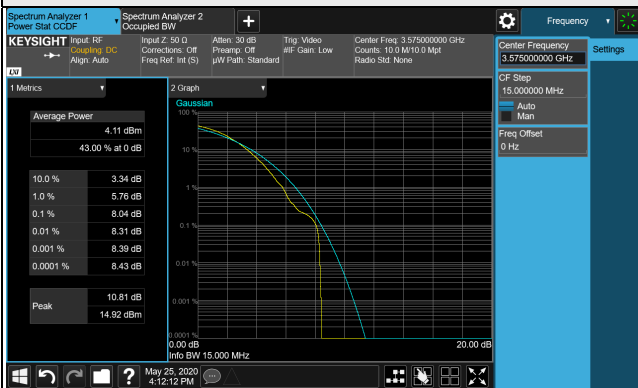 Spectrum Analyzer 1
Power Stat CCDF
Spectrum Analyzer 2
Occupied BW
Frequency
KEYSIGHT
Input: RF
Coupling: DC
Align: Auto
Input Z: 50 Ω
Corrections: Off
Freq Ref: Int (S)
Atten: 30 dB
Preamp: Off
µW Path: Standard
Trig: Video
#IF Gain: Low
Center Freq: 3.575000000 GHz
Counts: 10.0 M/10.0 Mpt
Radio Std: None
LXI
Center Frequency
3.575000000 GHz
Settings
CF Step
15.000000 MHz
Auto
Man
Freq Offset
0 Hz
1 Metrics
Average Power
4.11 dBm
43.00 % at 0 dB
10.0 % 3.34 dB
1.0 % 5.76 dB
0.1 % 8.04 dB
0.01 % 8.31 dB
0.001 % 8.39 dB
0.0001 % 8.43 dB
Peak
10.81 dB
14.92 dBm
2 Graph
Gaussian
100 %
10 %
1 %
0.1 %
0.01 %
0.001 %
0.0001 %
0.00 dB
20.00 dB
Info BW 15.000 MHz
?
May 25, 2020
4:12:12 PM